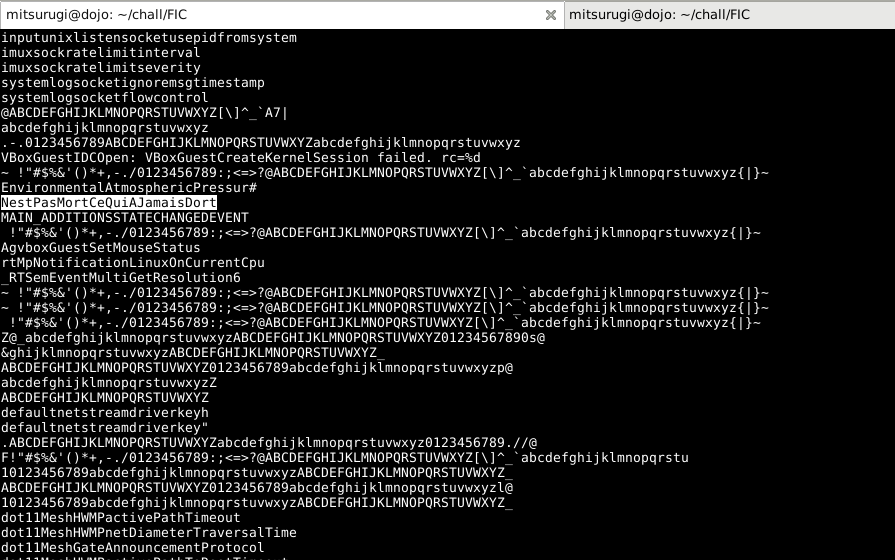 mitsurugi@dojo: ~/chall/FIC
mitsurugi@dojo: ~/chall/FIC
inputunixlistensocketusepidfromsystem
imuxsockratelimitinterval
imuxsockratelimitseverity
systemlogsocketignoremsgtimestamp
systemlogsocketflowcontrol
@ABCDEFGHIJKLMNOPQRSTUVWXYZ[\]^_`A7|
abcdefghijklmnopqrstuvwxyz
.-.0123456789ABCDEFGHIJKLMNOPQRSTUVWXYZabcdefghijklmnopqrstuvwxyz
VBoxGuestIDCOpen: VBoxGuestCreateKernelSession failed. rc=%d
~ !"#$%&'()*+,-./0123456789:;<=>?@ABCDEFGHIJKLMNOPQRSTUVWXYZ[\]^_`abcdefghijklmnopqrstuvwxyz{|}~
EnvironmentalAtmosphericPressur#
NestPasMortCeQuiAJamaisDort
MAIN_ADDITIONSSTATECHANGEDEVENT
 !"#$%&'()*+,-./0123456789:;<=>?@ABCDEFGHIJKLMNOPQRSTUVWXYZ[\]^_`abcdefghijklmnopqrstuvwxyz{|}~
AgvboxGuestSetMouseStatus
rtMpNotificationLinuxOnCurrentCpu
_RTSemEventMultiGetResolution6
~ !"#$%&'()*+,-./0123456789:;<=>?@ABCDEFGHIJKLMNOPQRSTUVWXYZ[\]^_`abcdefghijklmnopqrstuvwxyz{|}~
~ !"#$%&'()*+,-./0123456789:;<=>?@ABCDEFGHIJKLMNOPQRSTUVWXYZ[\]^_`abcdefghijklmnopqrstuvwxyz{|}~
 !"#$%&'()*+,-./0123456789:;<=>?@ABCDEFGHIJKLMNOPQRSTUVWXYZ[\]^_`abcdefghijklmnopqrstuvwxyz{|}~
Z@_abcdefghijklmnopqrstuvwxyzABCDEFGHIJKLMNOPQRSTUVWXYZ01234567890s@
&ghijklmnopqrstuvwxyzABCDEFGHIJKLMNOPQRSTUVWXYZ_
ABCDEFGHIJKLMNOPQRSTUVWXYZ0123456789abcdefghijklmnopqrstuvwxyzp@
abcdefghijklmnopqrstuvwxyzZ
ABCDEFGHIJKLMNOPQRSTUVWXYZ
defaultnetstreamdriverkeyh
defaultnetstreamdriverkey"
.ABCDEFGHIJKLMNOPQRSTUVWXYZabcdefghijklmnopqrstuvwxyz0123456789.//@
F!"#$%&'()*+,-./0123456789:;<=>?@ABCDEFGHIJKLMNOPQRSTUVWXYZ[\]^_`abcdefghijklmnopqrstu
10123456789abcdefghijklmnopqrstuvwxyzABCDEFGHIJKLMNOPQRSTUVWXYZ_
ABCDEFGHIJKLMNOPQRSTUVWXYZ0123456789abcdefghijklmnopqrstuvwxyzl@
10123456789abcdefghijklmnopqrstuvwxyzABCDEFGHIJKLMNOPQRSTUVWXYZ_
dot11MeshHWMPactivePathTimeout
dot11MeshHWMPnetDiameterTraversalTime
dot11MeshGateAnnouncementProtocol